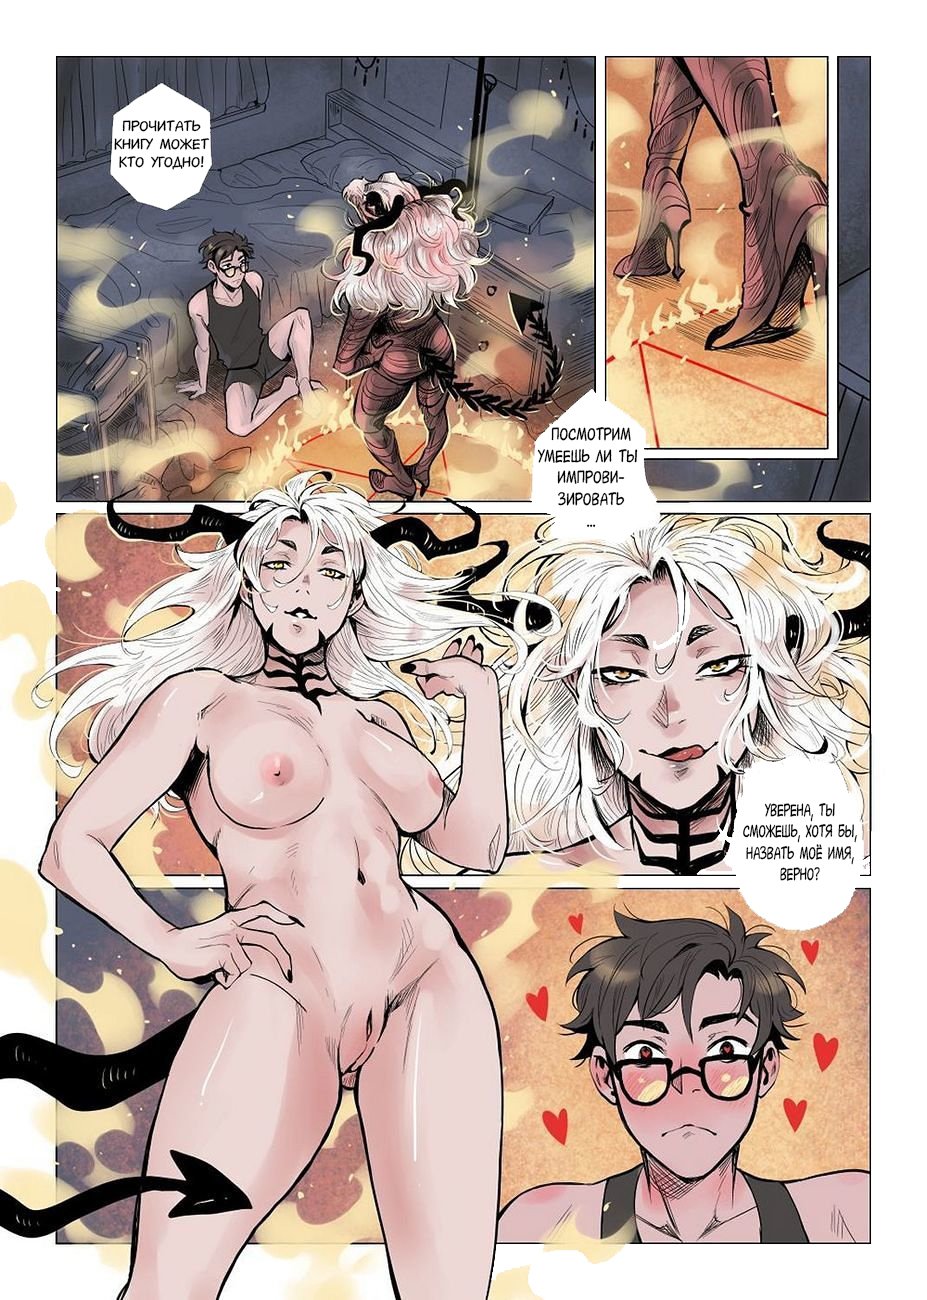 ПРОЧИТАТЬ
КНИГУ МОЖЕТ
КТО УГОДНО!
ПОСМОТРИМ
УМЕЕШЬ ЛИ ТЫ
ИМПРОВИ-
ЗИРОВАТЬ
...
УВЕРЕНА, ТЫ
СМОЖЕШЬ, ХОТЯ БЫ,
НАЗВАТЬ МОЁ ИМЯ,
ВЕРНО?